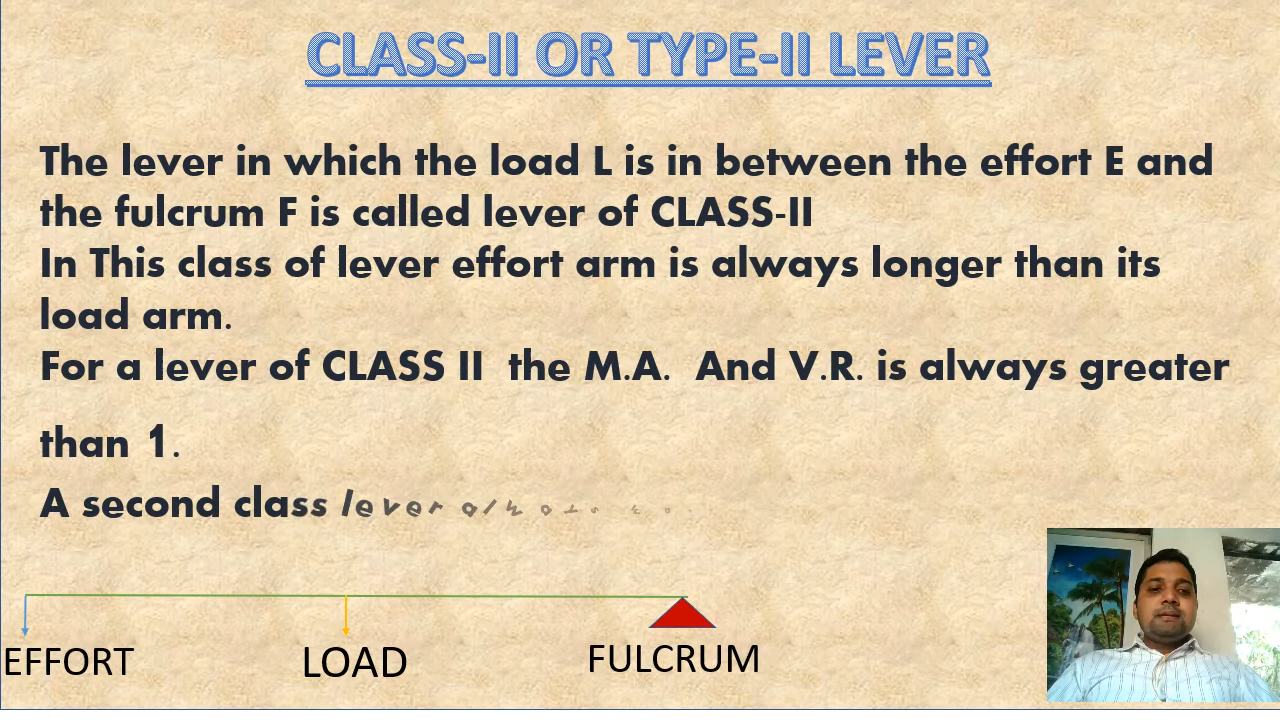 CLASS-II OR TYPE-II LEVER
The lever in which the load L is in between the effort E and
the fulcrum F is called lever of CLASS-II
In This class of lever effort arm is always longer than its
load arm.
For a lever of CLASS II the M.A. And V.R. is always greater
than 1.
A second class lever
EFFORT
LOAD
FULCRUM